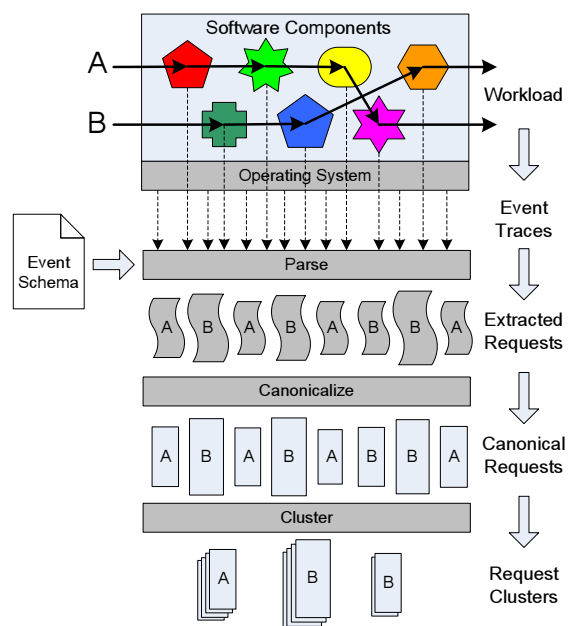 Software Components
A
B
Workload
Operating System
Event
Traces
Event
Schema
Parse
A
B
A
B
A
B
B
A
Extracted
Requests
Canonicalize
A
B
A
B
A
B
B
A
Canonical
Requests
Cluster
A
B
B
Request
Clusters